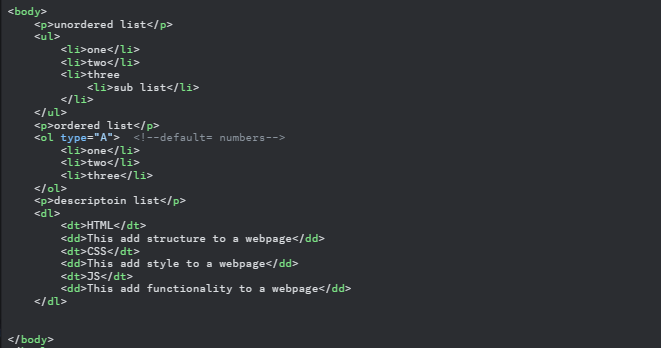 <body>
<p>unordered list</p>
<ul>
<li>one</li>
<li>two</li>
<li>three
<li>sub list</li>
</li>
</ul>
<p>ordered list</p>
<ol type="A">  <!--default= numbers-->
<li>one</li>
<li>two</li>
<li>three</li>
</ol>
<p>descriptoin list</p>
<dl>
<dt>HTML</dt>
<dd>This add structure to a webpage</dd>
<dt>CSS</dt>
<dd>This add style to a webpage</dd>
<dt>JS</dt>
<dd>This add functionality to a webpage</dd>
</dl>
</body>